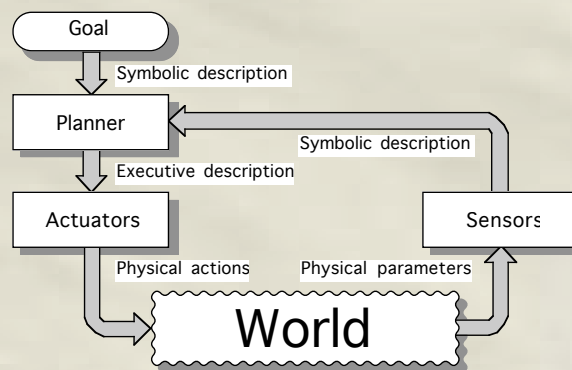 Goal
Symbolic description
Planner
Symbolic description
Executive description
Actuators
Sensors
Physical actions
Physical parameters
World